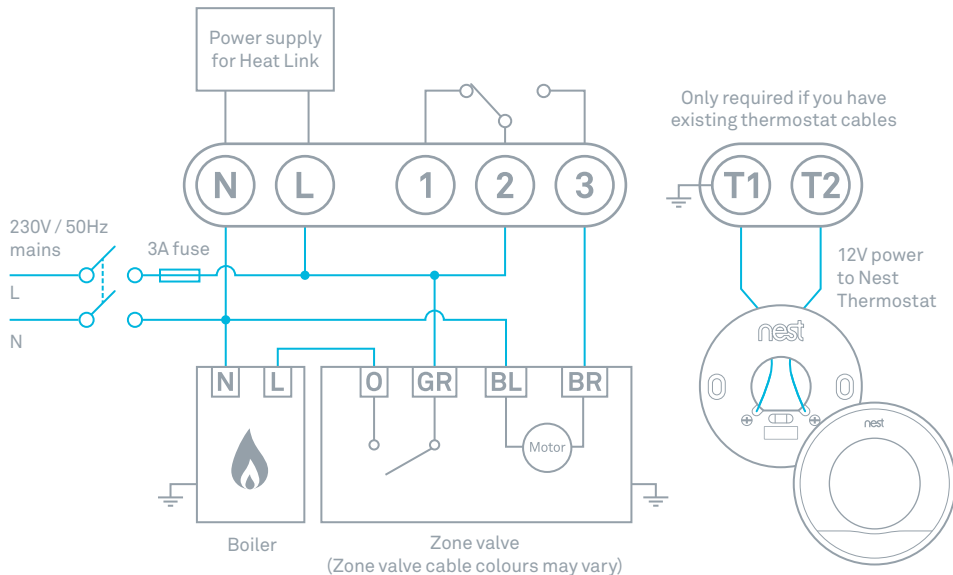 Power supply
for Heat Link
Only required if you have
existing thermostat cables
N L 1 2 3
T1 T2
230V / 50Hz
mains
3A fuse
L
N
12V power
to Nest
Thermostat
nest
N L O GR BL BR
nest
Motor
Boiler
Zone valve
(Zone valve cable colours may vary)